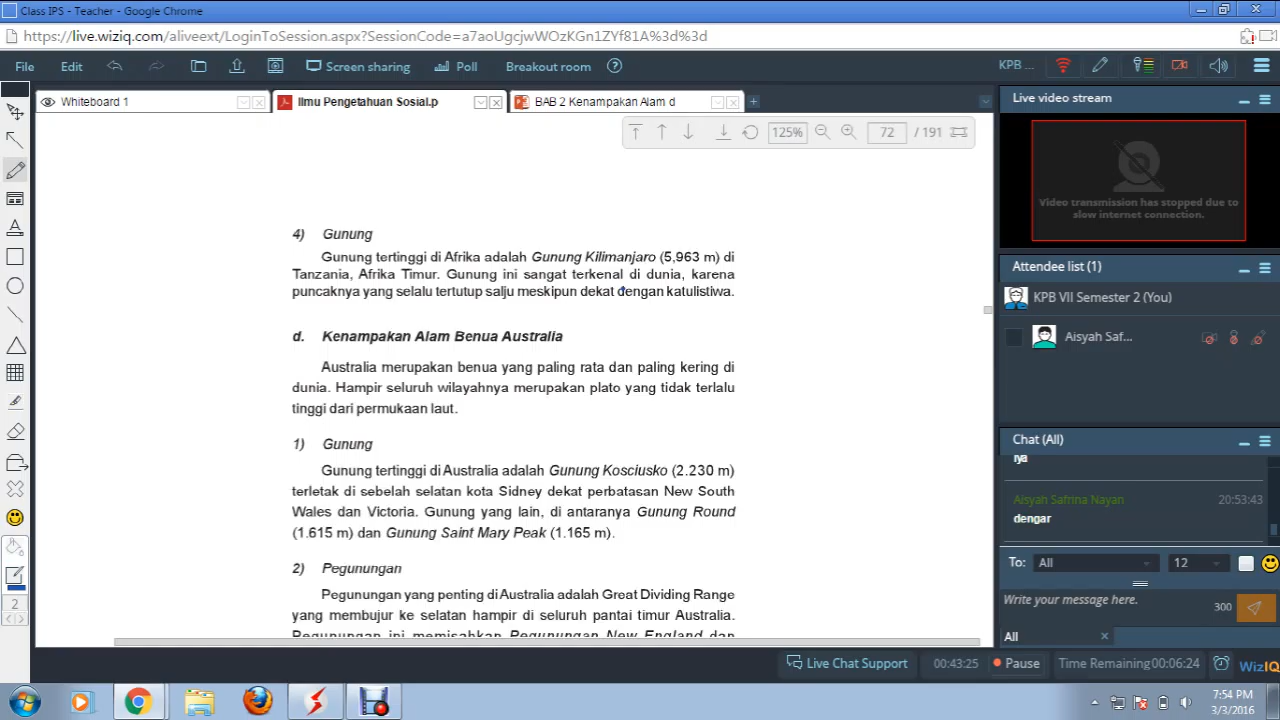 Class IPS - Teacher - Google Chrome
https://live.wiziq.com/aliveext/LoginToSession.aspx?SessionCode=a7aoUgcjwWOzKGn1ZYf81A%3d%3d
File Edit Screen sharing Poll Breakout room KPB ...
Whiteboard 1 Ilmu Pengetahuan Sosial.p BAB 2 Kenampakan Alam d
125% 72 / 191
4) Gunung
Gunung tertinggi di Afrika adalah Gunung Kilimanjaro (5,963 m) di
Tanzania, Afrika Timur. Gunung ini sangat terkenal di dunia, karena
puncaknya yang selalu tertutup salju meskipun dekat dengan katulistiwa.
d. Kenampakan Alam Benua Australia
Australia merupakan benua yang paling rata dan paling kering di
dunia. Hampir seluruh wilayahnya merupakan plato yang tidak terlalu
tinggi dari permukaan laut.
1) Gunung
Gunung tertinggi di Australia adalah Gunung Kosciusko (2.230 m)
terletak di sebelah selatan kota Sidney dekat perbatasan New South
Wales dan Victoria. Gunung yang lain, di antaranya Gunung Round
(1.615 m) dan Gunung Saint Mary Peak (1.165 m).
2) Pegunungan
Pegunungan yang penting di Australia adalah Great Dividing Range
yang membujur ke selatan hampir di seluruh pantai timur Australia.
Pegunungan ini memisahkan Pegunungan New England dan
2
Live video stream
Video transmission has stopped due to
slow internet connection.
Attendee list (1)
KPB VII Semester 2 (You)
Aisyah Saf...
Chat (All)
iya
Aisyah Safrina Nayan 20:53:43
dengar
To: All 12
Write your message here. 300
All
Live Chat Support 00:43:25 Pause Time Remaining 00:06:24 WizIQ
7:54 PM
3/3/2016